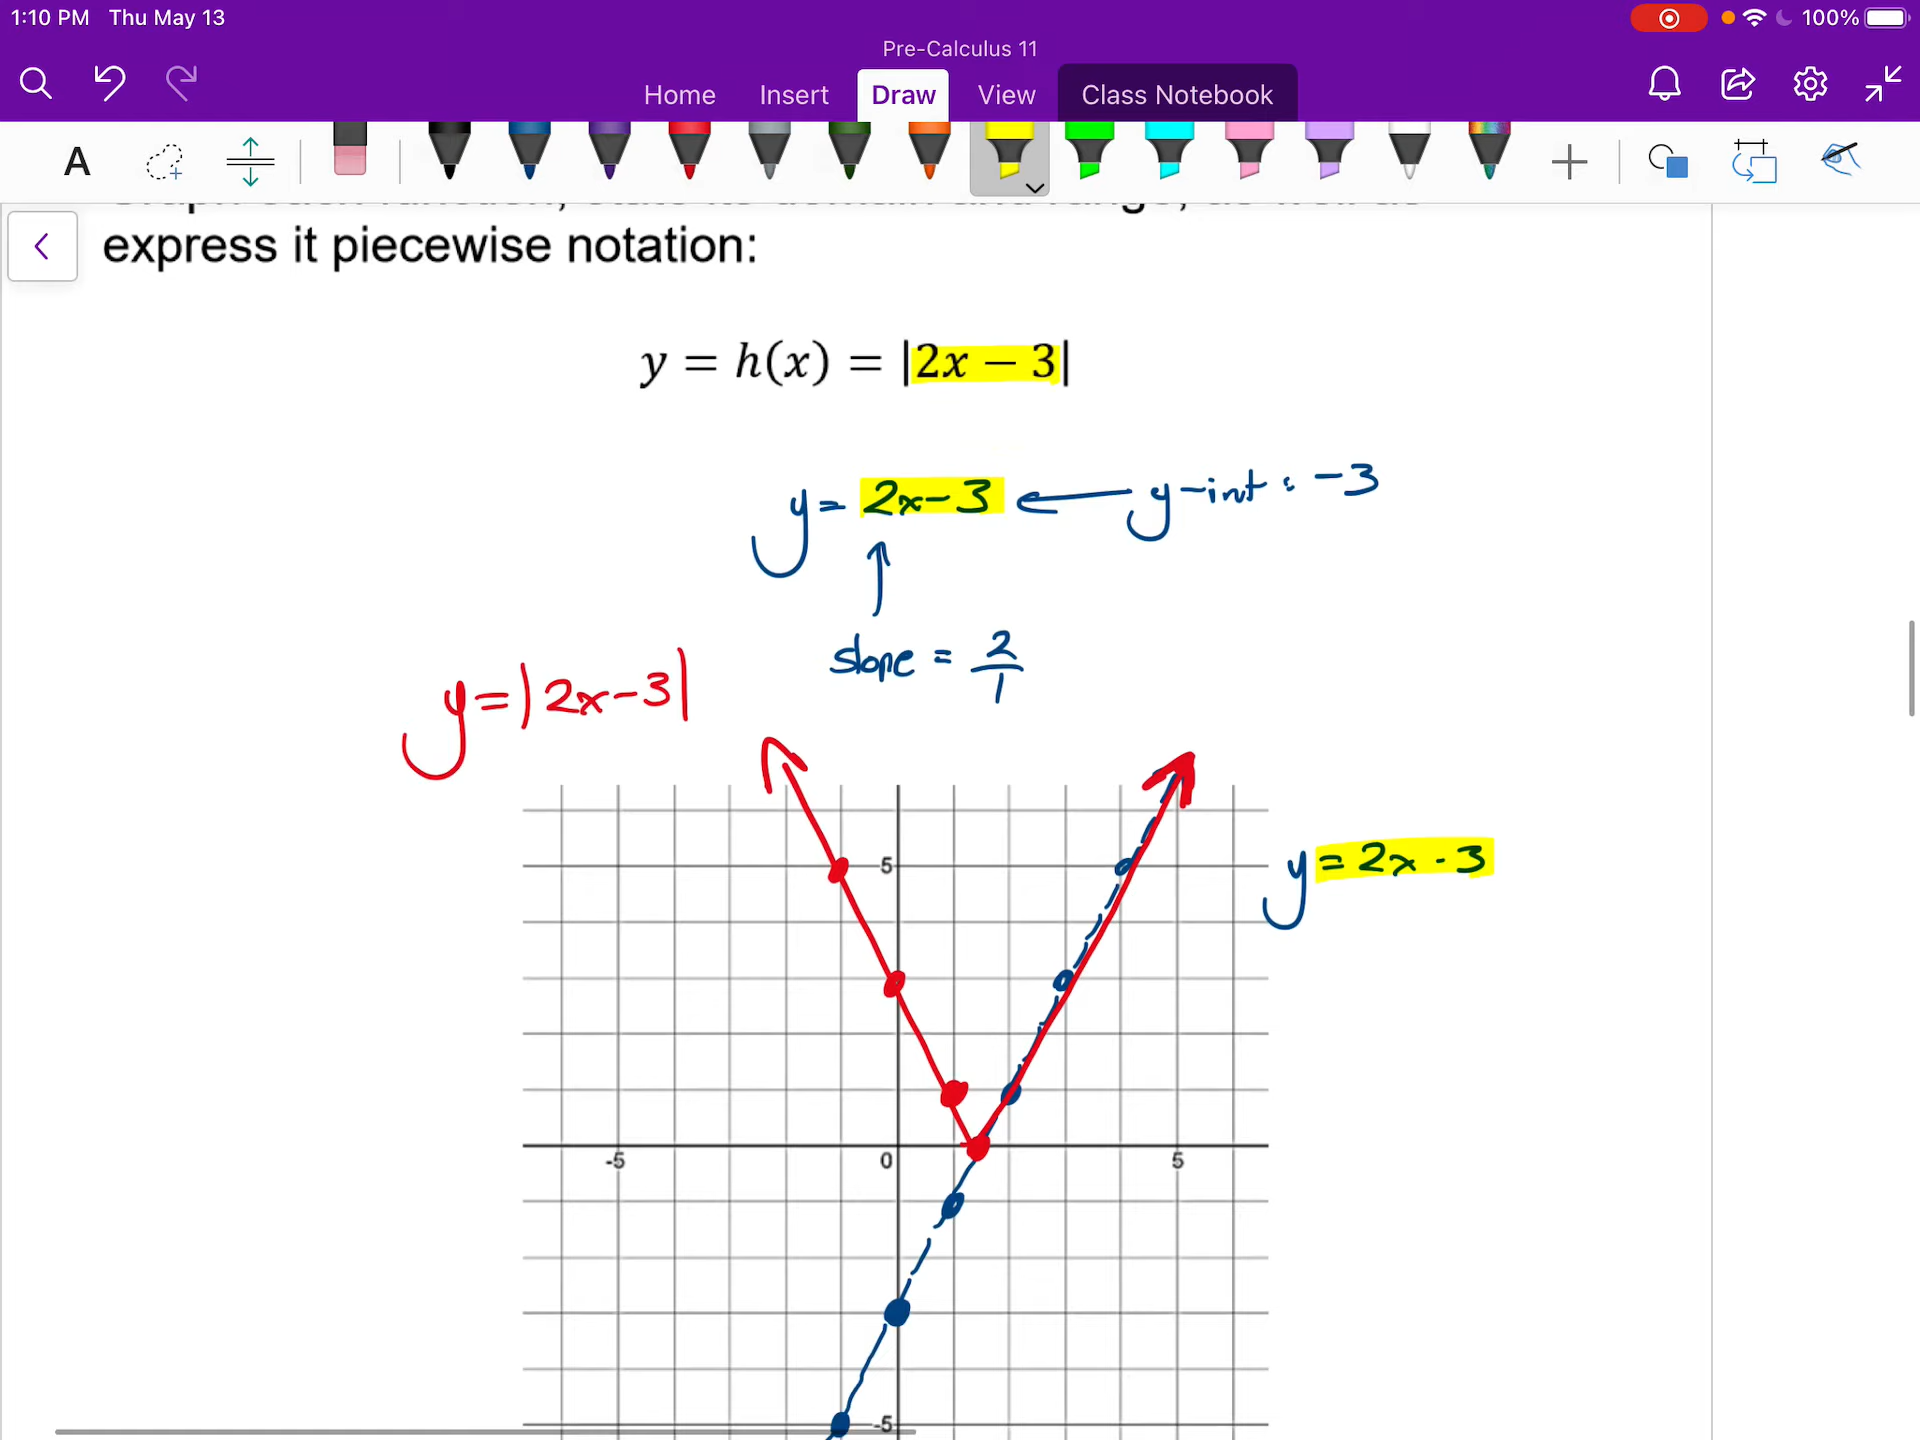 1:10 PM Thu May 13
100%
Pre-Calculus 11
Home Insert Draw View Class Notebook
A
express it piecewise notation:
y = h(x) = |2x − 3|
y = 2x - 3 ← y-int: -3
↑
slope = 2/1
y = |2x-3|
5
y = 2x - 3
-5 0 5
-5